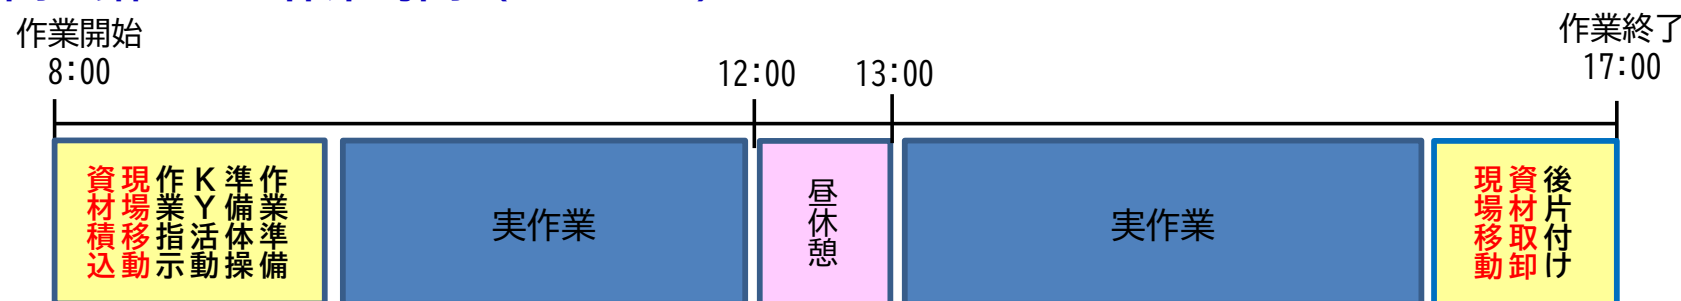 作業開始
8:00
12:00
13:00
作業終了
17:00
作業準備
準備体操
KY活動
作業指示
現場移動
資材積込
実作業
昼休憩
実作業
後片付け
資材取卸
現場移動